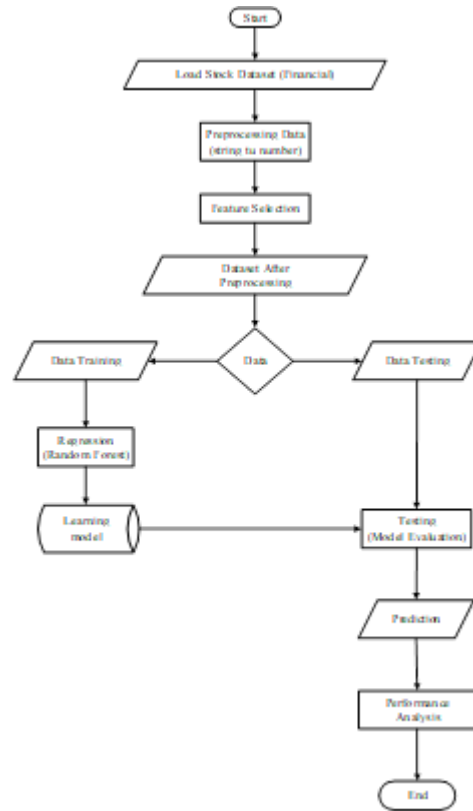 Start
Load Stock Dataset (Financial)
Preprocessing Data
(string to number)
Feature Selection
Dataset After
Preprocessing
Data Training
Data
Data Testing
Regression
(Random Forest)
Learning
model
Testing
(Model Evaluation)
Prediction
Performance
Analysis
End